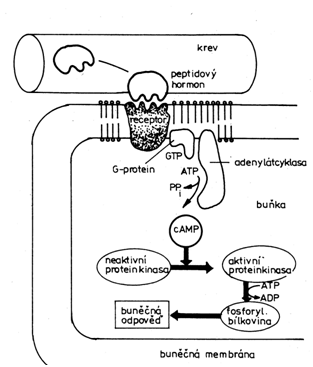 krev
peptidový
hormon
receptor
G-protein
GTP
adenylátcyklasa
ATP
PPi
buňka
cAMP
neaktivní
proteinkinasa
aktivní
proteinkinasa
ATP
ADP
buněčná
odpověď
fosforyl.
bílkovina
buněčná membrána